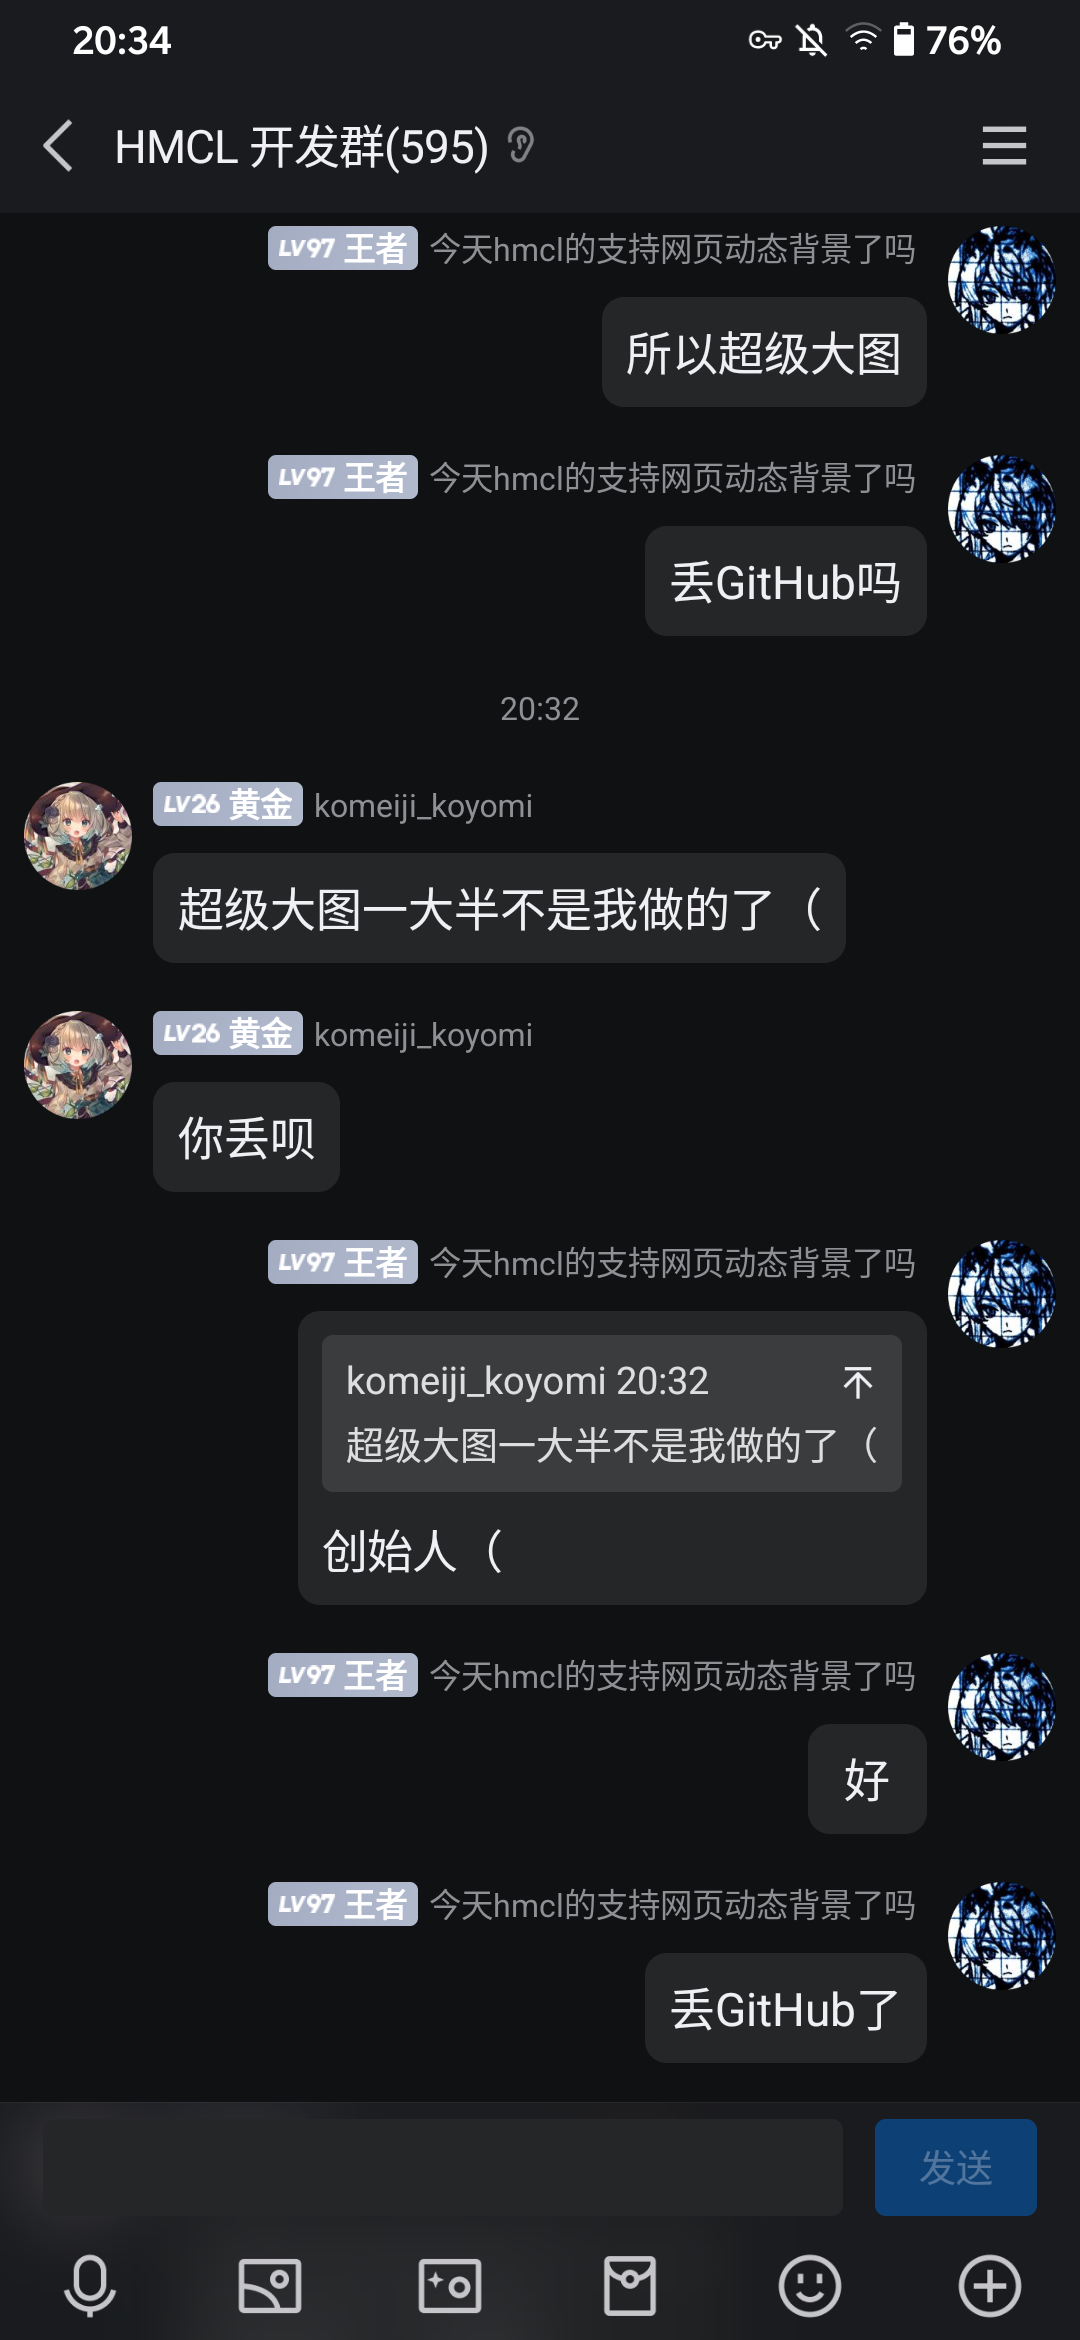 20:34
76%
HMCL 开发群(595)
LV97 王者 今天hmcl的支持网页动态背景了吗
所以超级大图
LV97 王者 今天hmcl的支持网页动态背景了吗
丢GitHub吗
20:32
LV26 黄金 komeiji_koyomi
超级大图一大半不是我做的了（
LV26 黄金 komeiji_koyomi
你丢呗
LV97 王者 今天hmcl的支持网页动态背景了吗
komeiji_koyomi 20:32
超级大图一大半不是我做的了（
创始人（
LV97 王者 今天hmcl的支持网页动态背景了吗
好
LV97 王者 今天hmcl的支持网页动态背景了吗
丢GitHub了
发送